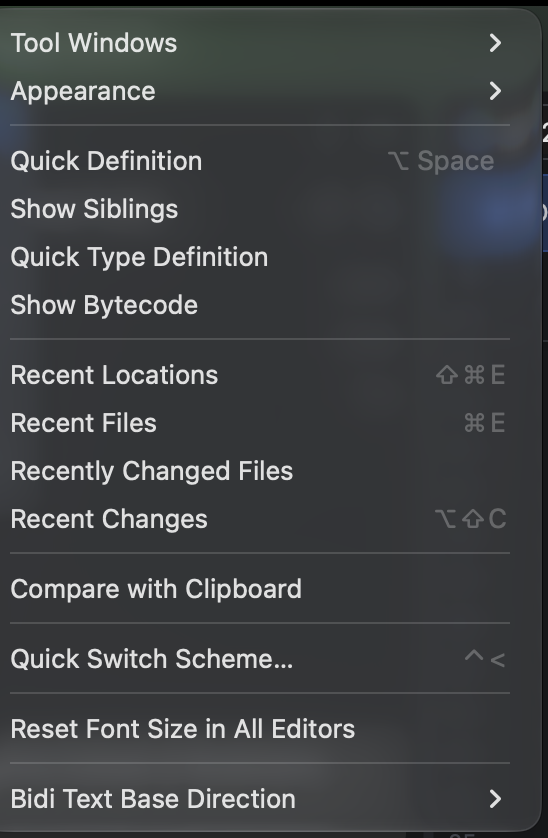 Tool Windows >
Appearance >
Quick Definition ⌥ Space
Show Siblings
Quick Type Definition
Show Bytecode
Recent Locations ⇧⌘E
Recent Files ⌘E
Recently Changed Files
Recent Changes ⌥⇧C
Compare with Clipboard
Quick Switch Scheme... ^<
Reset Font Size in All Editors
Bidi Text Base Direction >